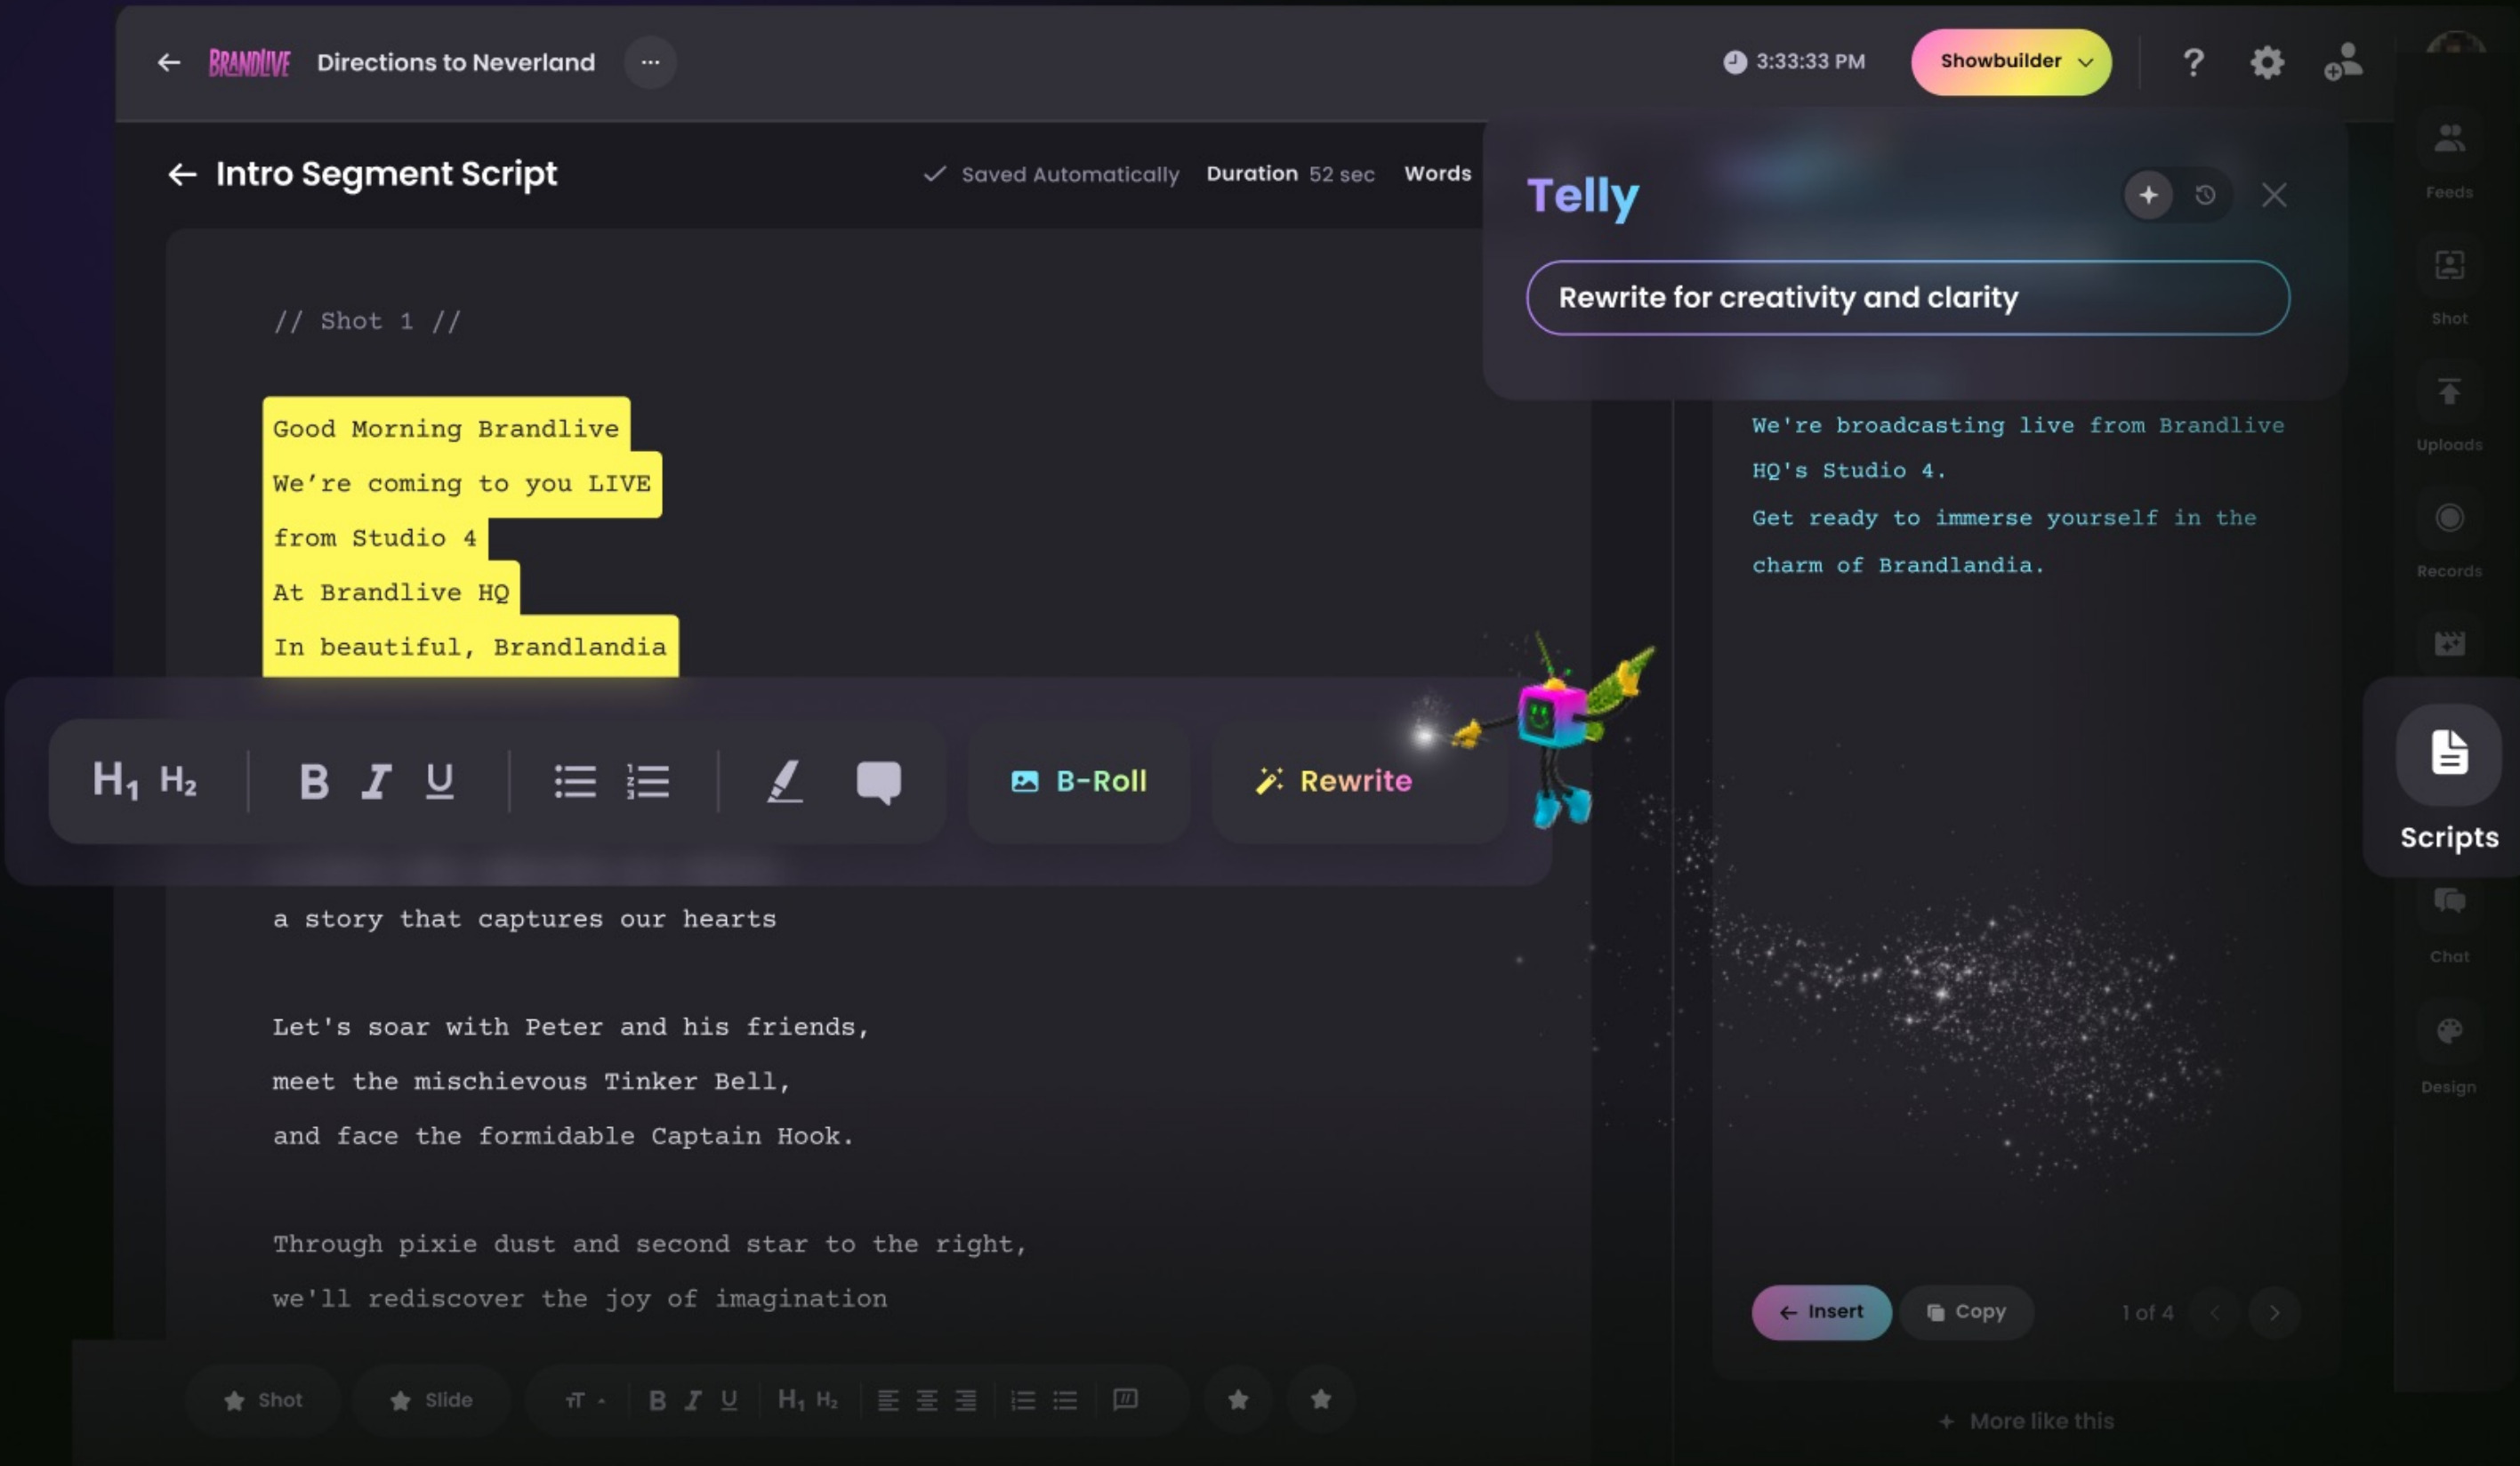 BRANDLIVE
Directions to Neverland
...
3:33:33 PM
Showbuilder
?
Intro Segment Script
Saved Automatically
Duration 52 sec
Words
Telly
Rewrite for creativity and clarity
// Shot 1 //
Good Morning Brandlive
We’re coming to you LIVE
from Studio 4
At Brandlive HQ
In beautiful, Brandlandia
H1 H2
B I U
B-Roll
Rewrite
a story that captures our hearts
Let's soar with Peter and his friends,
meet the mischievous Tinker Bell,
and face the formidable Captain Hook.
Through pixie dust and second star to the right,
we'll rediscover the joy of imagination
Shot
Slide
TT
B I U
H1 H2
We're broadcasting live from Brandlive
HQ's Studio 4.
Get ready to immerse yourself in the
charm of Brandlandia.
Insert
Copy
1 of 4
More like this
Feeds
Shot
Uploads
Records
Scripts
Chat
Design